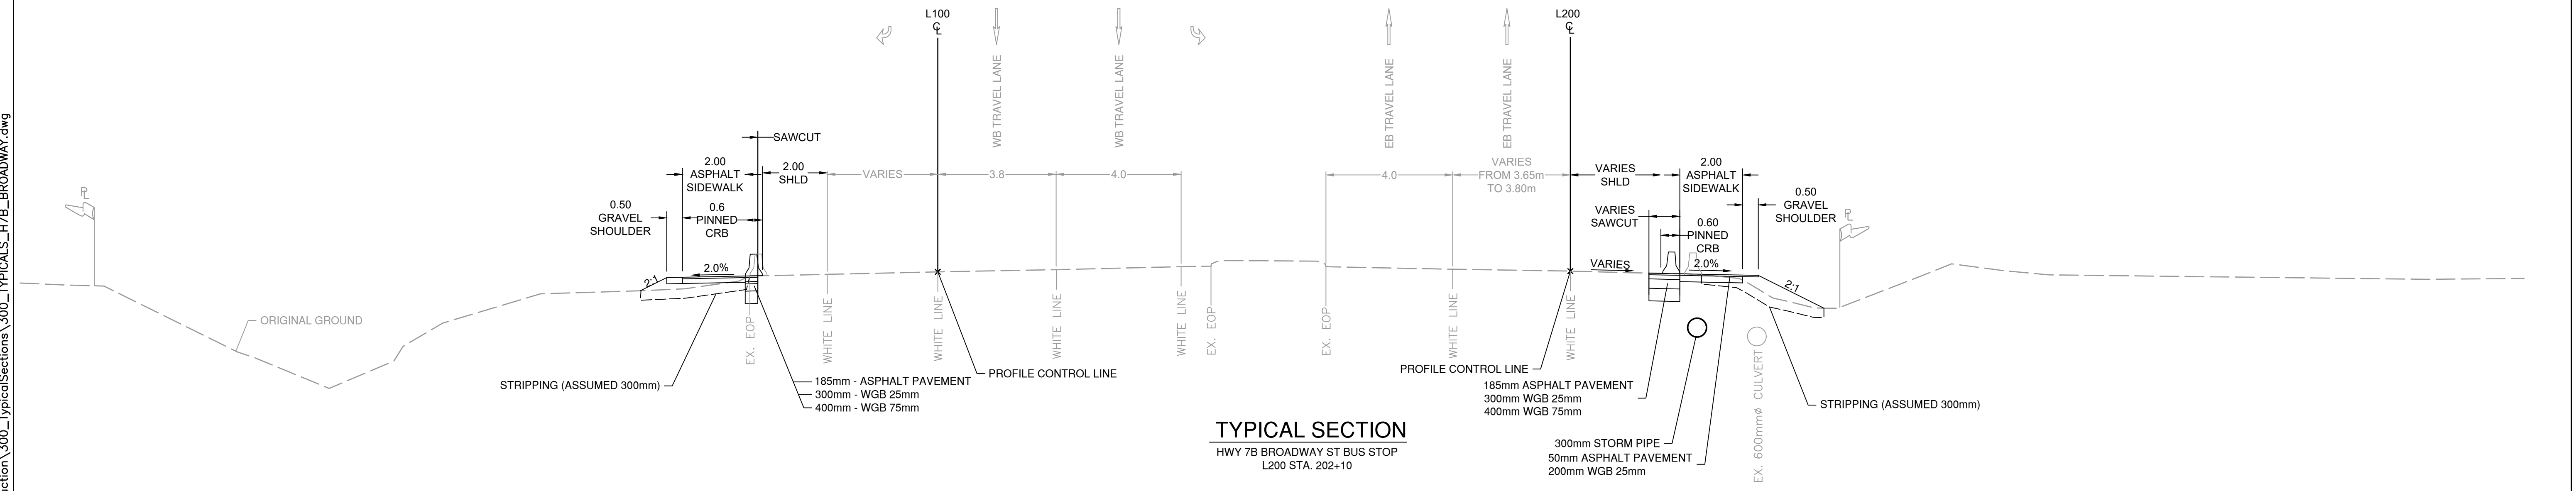 L100
CL
WB TRAVEL LANE
WB TRAVEL LANE
EB TRAVEL LANE
EB TRAVEL LANE
L200
CL
SAWCUT
2.00
ASPHALT
SIDEWALK
2.00
SHLD
VARIES
3.8
4.0
4.0
VARIES
FROM 3.65m
TO 3.80m
VARIES
SHLD
2.00
ASPHALT
SIDEWALK
PL
0.50
GRAVEL
SHOULDER
0.6
PINNED
CRB
VARIES
SAWCUT
0.60
PINNED
CRB
0.50
GRAVEL
SHOULDER
PL
2:1
2.0%
VARIES
2.0%
2:1
ORIGINAL GROUND
EX. EOP
WHITE LINE
WHITE LINE
WHITE LINE
WHITE LINE
EX. EOP
EX. EOP
WHITE LINE
WHITE LINE
STRIPPING (ASSUMED 300mm)
185mm - ASPHALT PAVEMENT
300mm - WGB 25mm
400mm - WGB 75mm
PROFILE CONTROL LINE
PROFILE CONTROL LINE
185mm ASPHALT PAVEMENT
300mm WGB 25mm
400mm WGB 75mm
300mm STORM PIPE
50mm ASPHALT PAVEMENT
200mm WGB 25mm
EX. 600mmø CULVERT
STRIPPING (ASSUMED 300mm)
TYPICAL SECTION
HWY 7B BROADWAY ST BUS STOP
L200 STA. 202+10
ction\300_TypicalSections\300_TYPICALS_H7B_BROADWAY.dwg